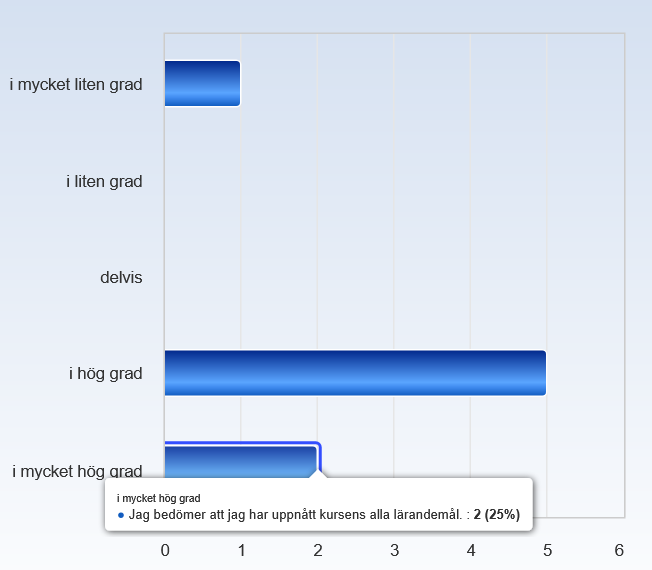 i mycket liten grad
i liten grad
delvis
i hög grad
i mycket hög grad
i mycket hög grad
● Jag bedömer att jag har uppnått kursens alla lärandemål. : 2 (25%)
0 1 2 3 4 5 6